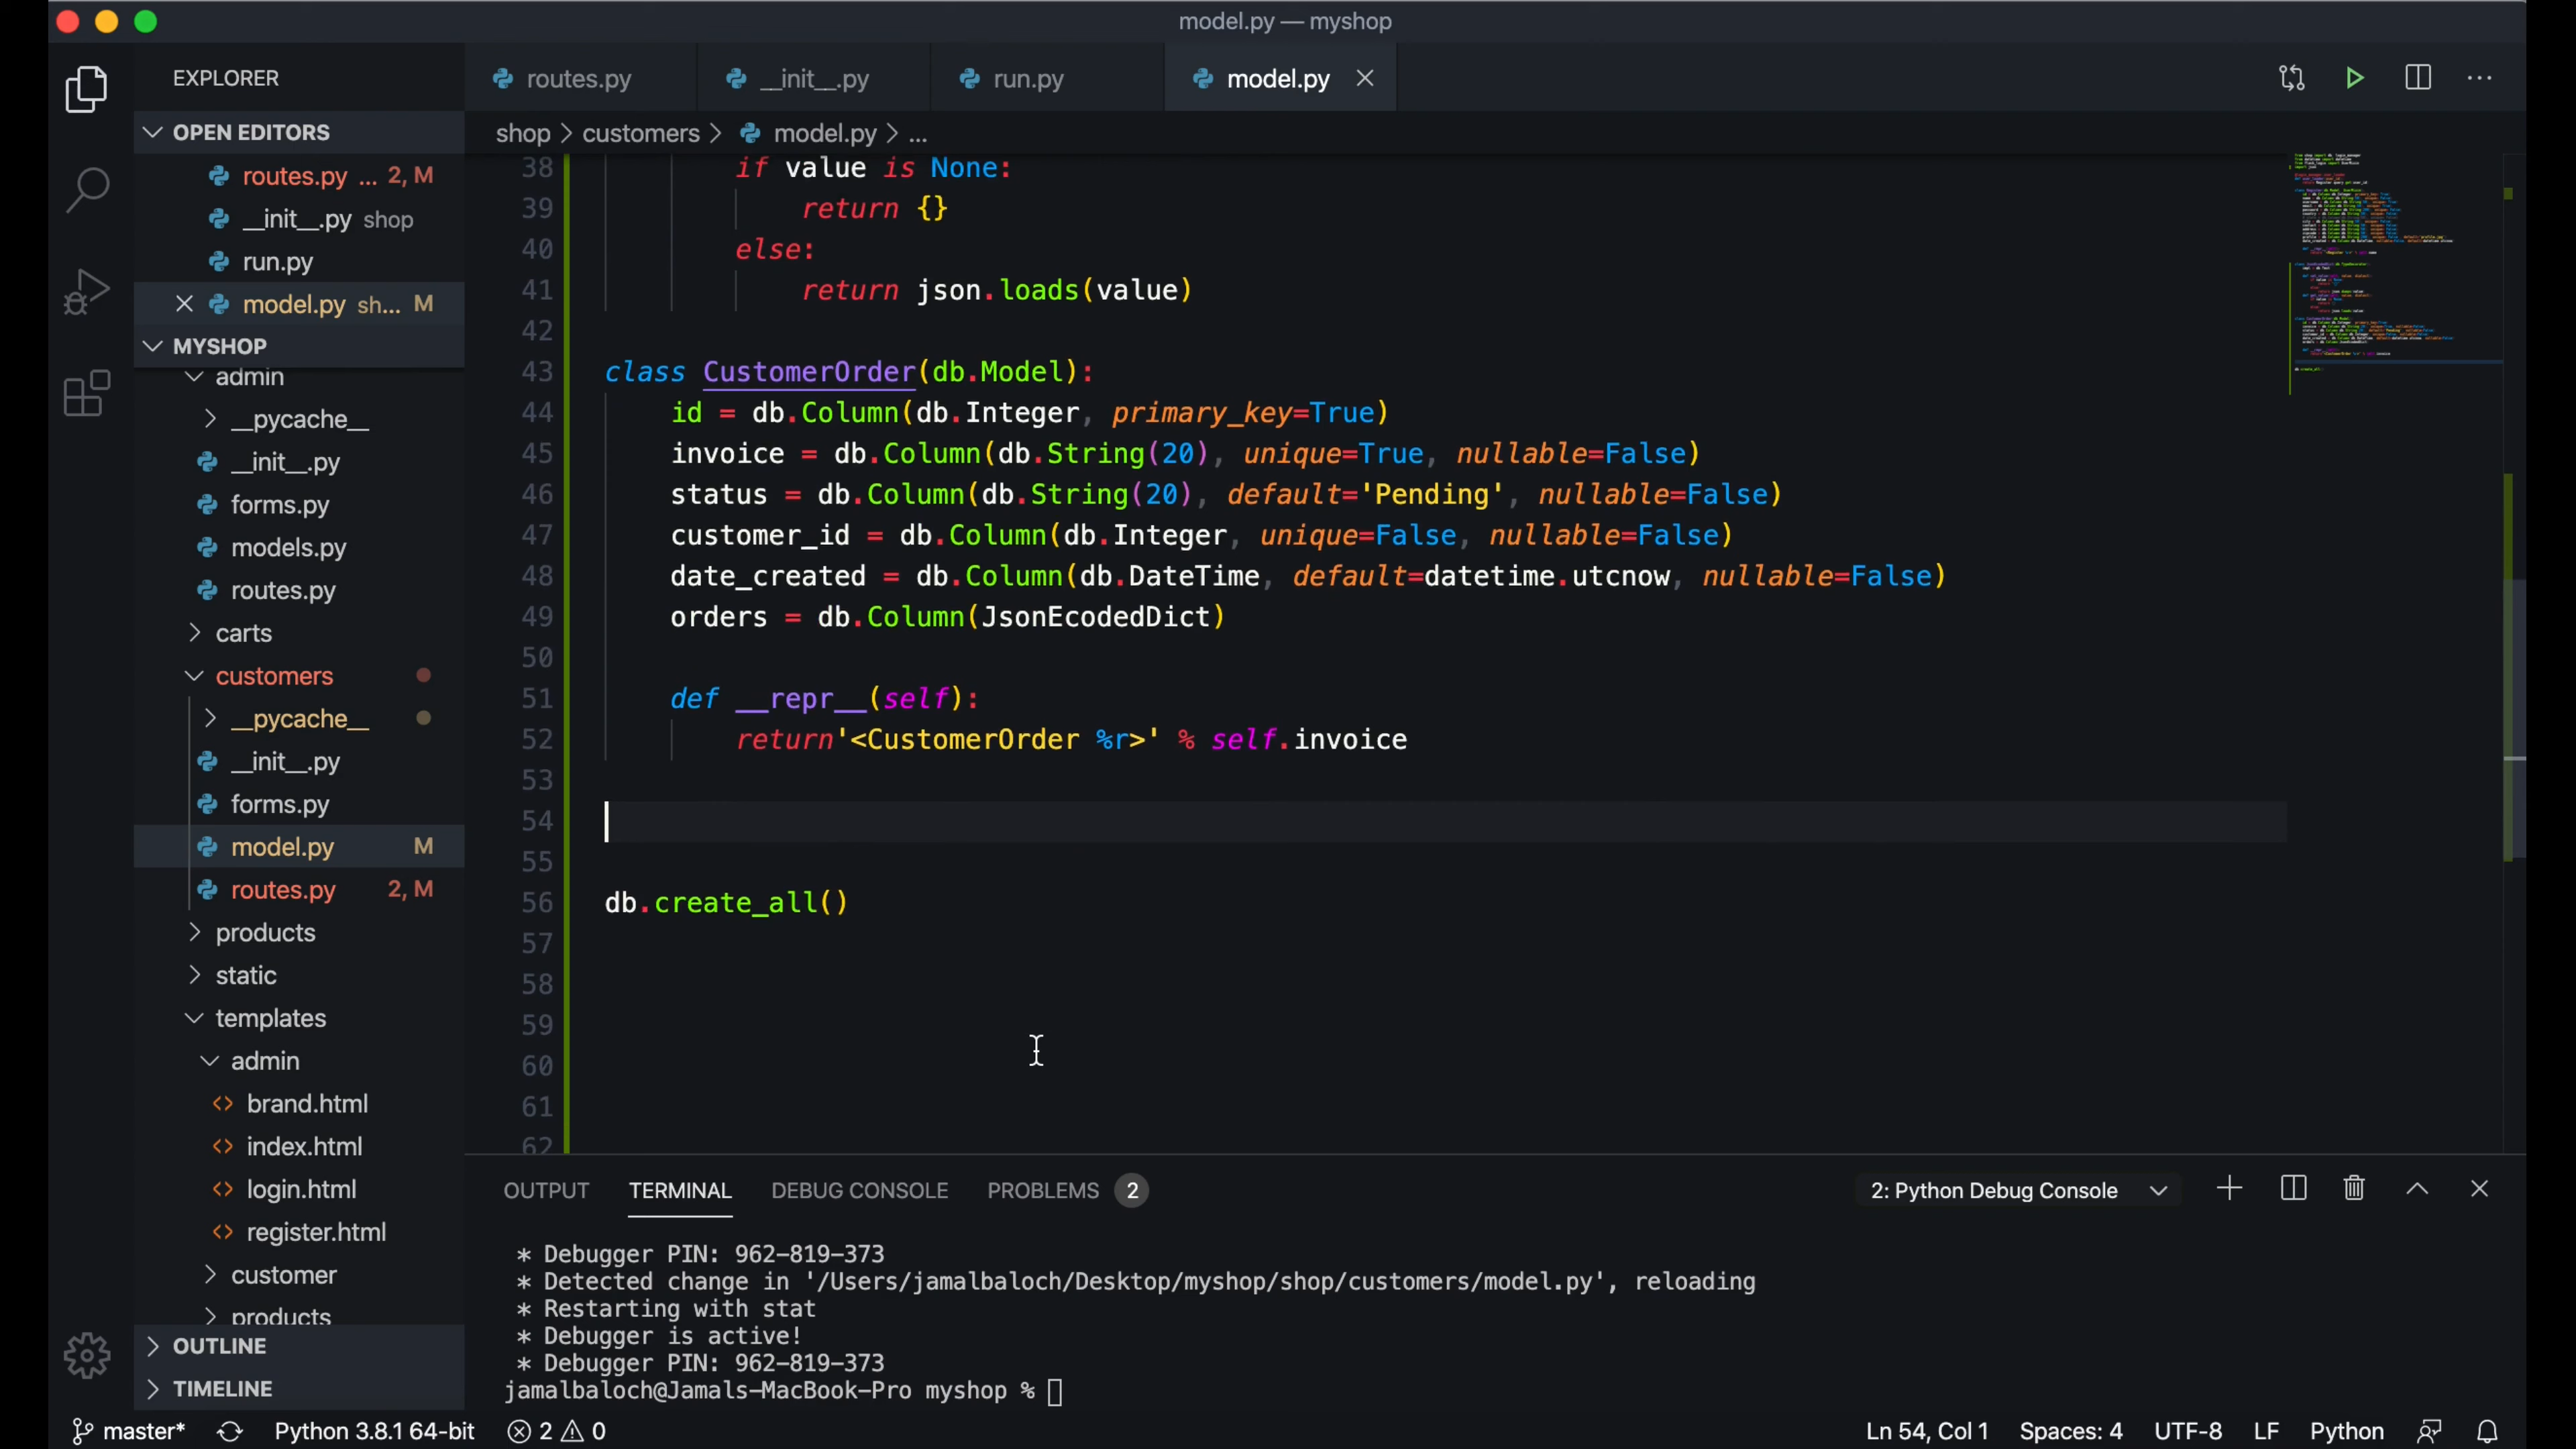 model.py — myshop
EXPLORER
routes.py
__init__.py
run.py
model.py
OPEN EDITORS
shop > customers > model.py > ...
routes.py ... 2, M
__init__.py shop
run.py
model.py sh... M
MYSHOP
admin
__pycache__
__init__.py
forms.py
models.py
routes.py
carts
customers
__pycache__
__init__.py
forms.py
model.py M
routes.py 2, M
products
static
templates
admin
brand.html
index.html
login.html
register.html
customer
products
OUTLINE
TIMELINE
38 if value is None:
39 return {}
40 else:
41 return json.loads(value)
42
43 class CustomerOrder(db.Model):
44 id = db.Column(db.Integer, primary_key=True)
45 invoice = db.Column(db.String(20), unique=True, nullable=False)
46 status = db.Column(db.String(20), default='Pending', nullable=False)
47 customer_id = db.Column(db.Integer, unique=False, nullable=False)
48 date_created = db.Column(db.DateTime, default=datetime.utcnow, nullable=False)
49 orders = db.Column(JsonEcodedDict)
50
51 def __repr__(self):
52 return'<CustomerOrder %r>' % self.invoice
53
54
55
56 db.create_all()
57
58
59
60
61
62
OUTPUT TERMINAL DEBUG CONSOLE PROBLEMS 2
2: Python Debug Console
* Debugger PIN: 962-819-373
* Detected change in '/Users/jamalbaloch/Desktop/myshop/shop/customers/model.py', reloading
* Restarting with stat
* Debugger is active!
* Debugger PIN: 962-819-373
jamalbaloch@Jamals-MacBook-Pro myshop %
master* Python 3.8.1 64-bit 2 0
Ln 54, Col 1 Spaces: 4 UTF-8 LF Python